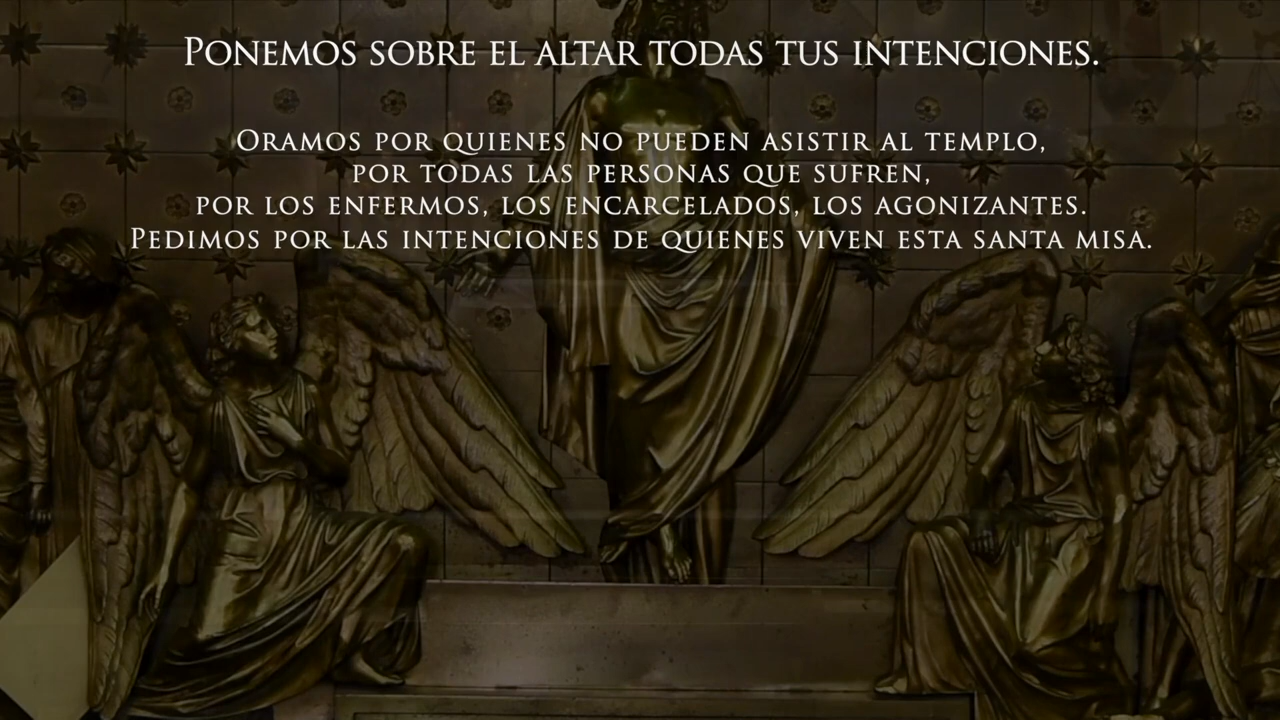 Ponemos sobre el altar todas tus intenciones.
Oramos por quienes no pueden asistir al templo,
por todas las personas que sufren,
por los enfermos, los encarcelados, los agonizantes.
Pedimos por las intenciones de quienes viven esta santa misa.